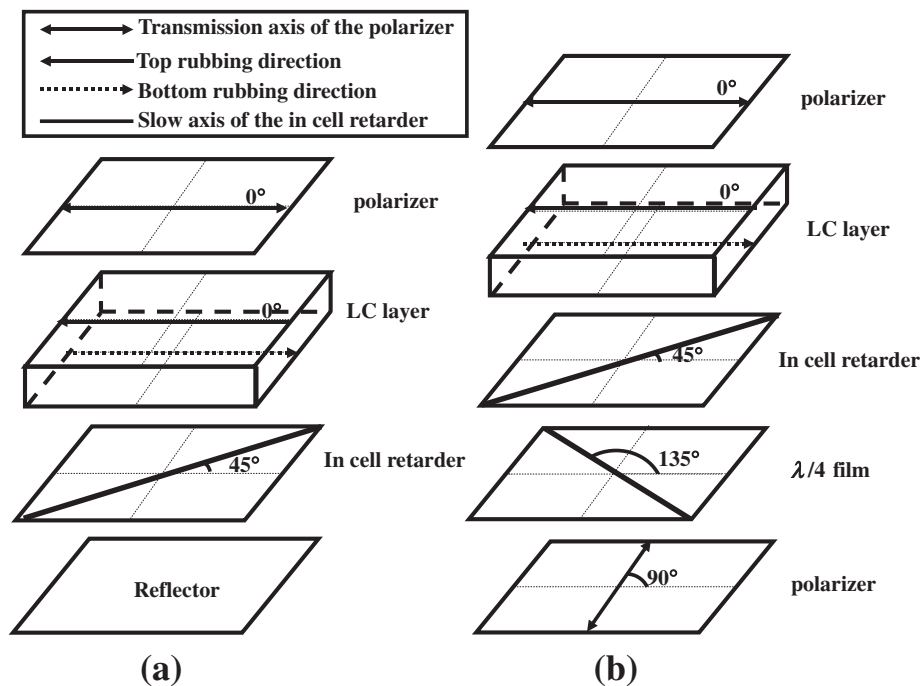 Transmission axis of the polarizer
Top rubbing direction
Bottom rubbing direction
Slow axis of the in cell retarder
0°
polarizer
0°
LC layer
45°
In cell retarder
Reflector
(a)
0°
polarizer
0°
LC layer
45°
In cell retarder
135°
λ/4 film
90°
polarizer
(b)